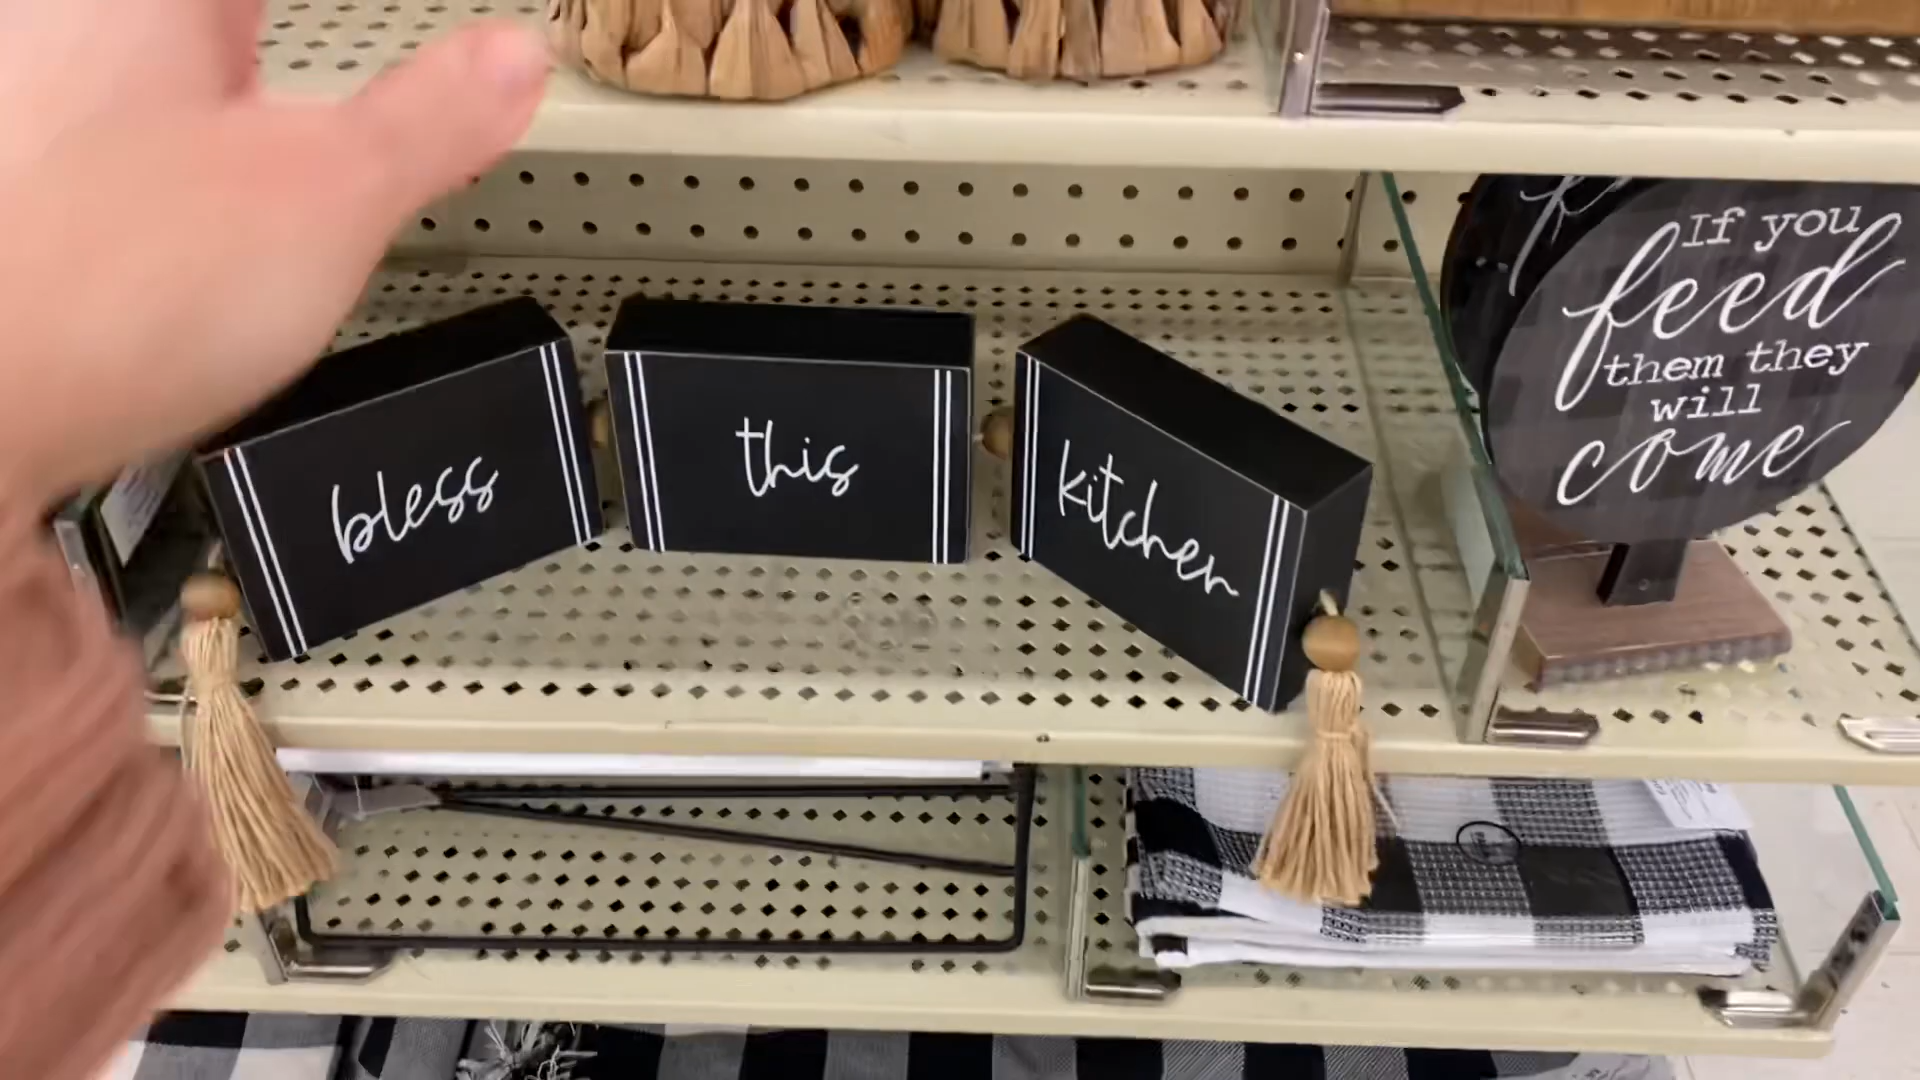 bless
this
kitchen
If you
feed
them they
will
come